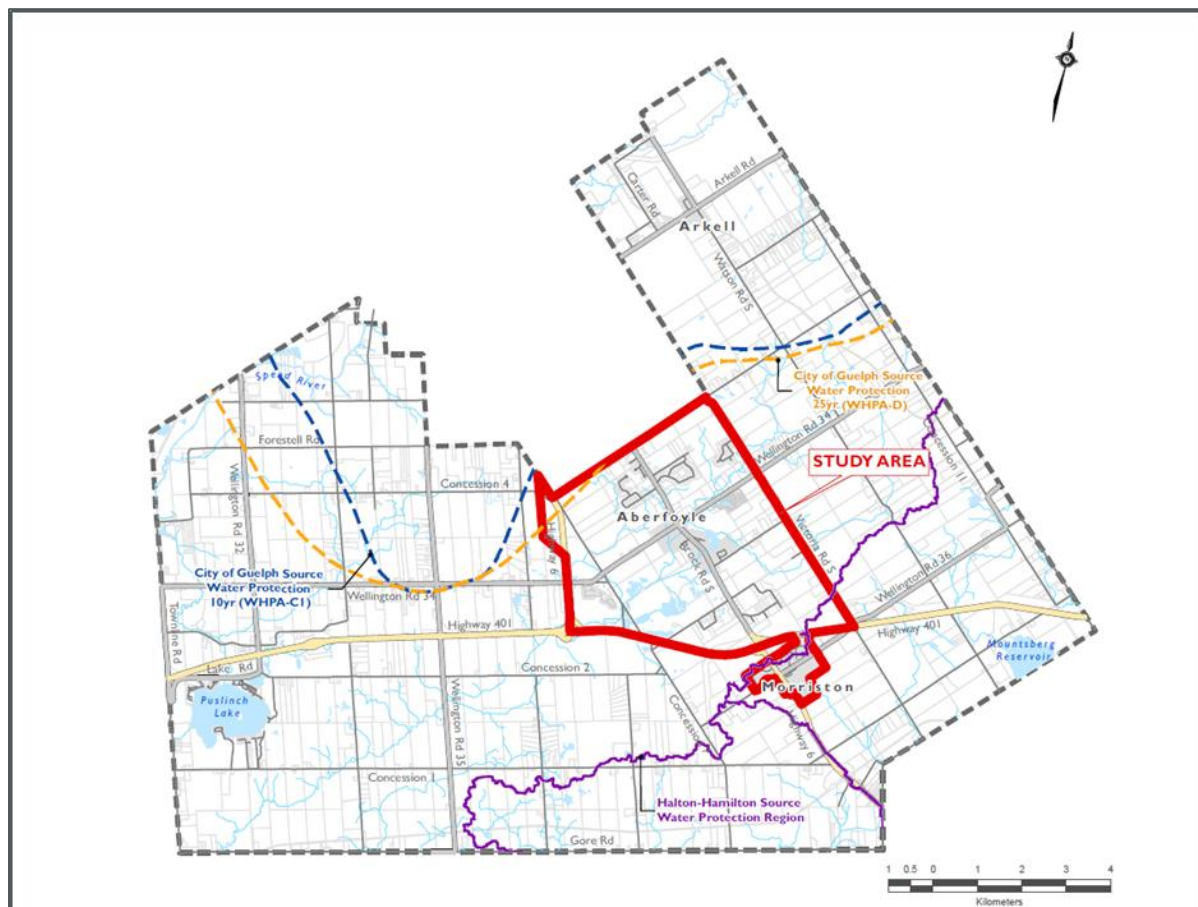 Arkell Rd
Carter Rd
Arkell
Watson Rd S
City of Guelph Source
Water Protection
25yr. (WHPA-D)
Speed River
Forestell Rd
Wellington Rd 34
STUDY AREA
Concession 4
Wellington Rd 32
Aberfoyle
Highway 6
Brock Rd S
Victoria Rd S
Concession 11
City of Guelph Source
Water Protection
10yr (WHPA-C1)
Wellington Rd 34
Wellington Rd 36
Townline Rd
Highway 401
Highway 401
Mountsberg
Reservoir
Lake Rd
Concession 2
Morriston
Puslinch
Lake
Wellington Rd 35
Highway 6
Concession 1
Halton-Hamilton Source
Water Protection Region
Gore Rd
1 0.5 0 1 2 3 4
Kilometers